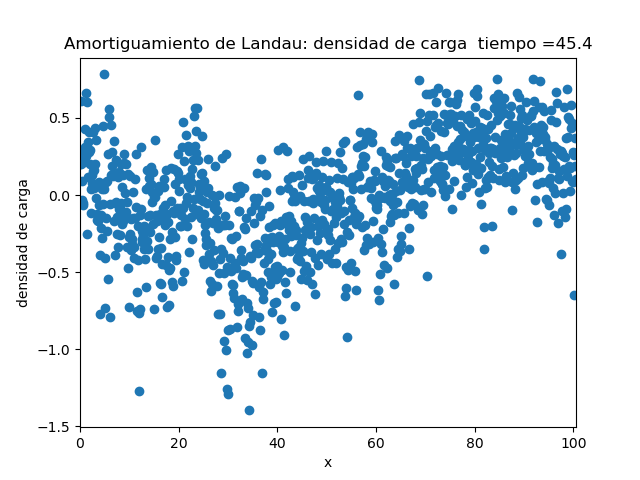 Amortiguamiento de Landau: densidad de carga  tiempo =45.4
0.5
0.0
−0.5
−1.0
−1.5
densidad de carga
0 20 40 60 80 100
x